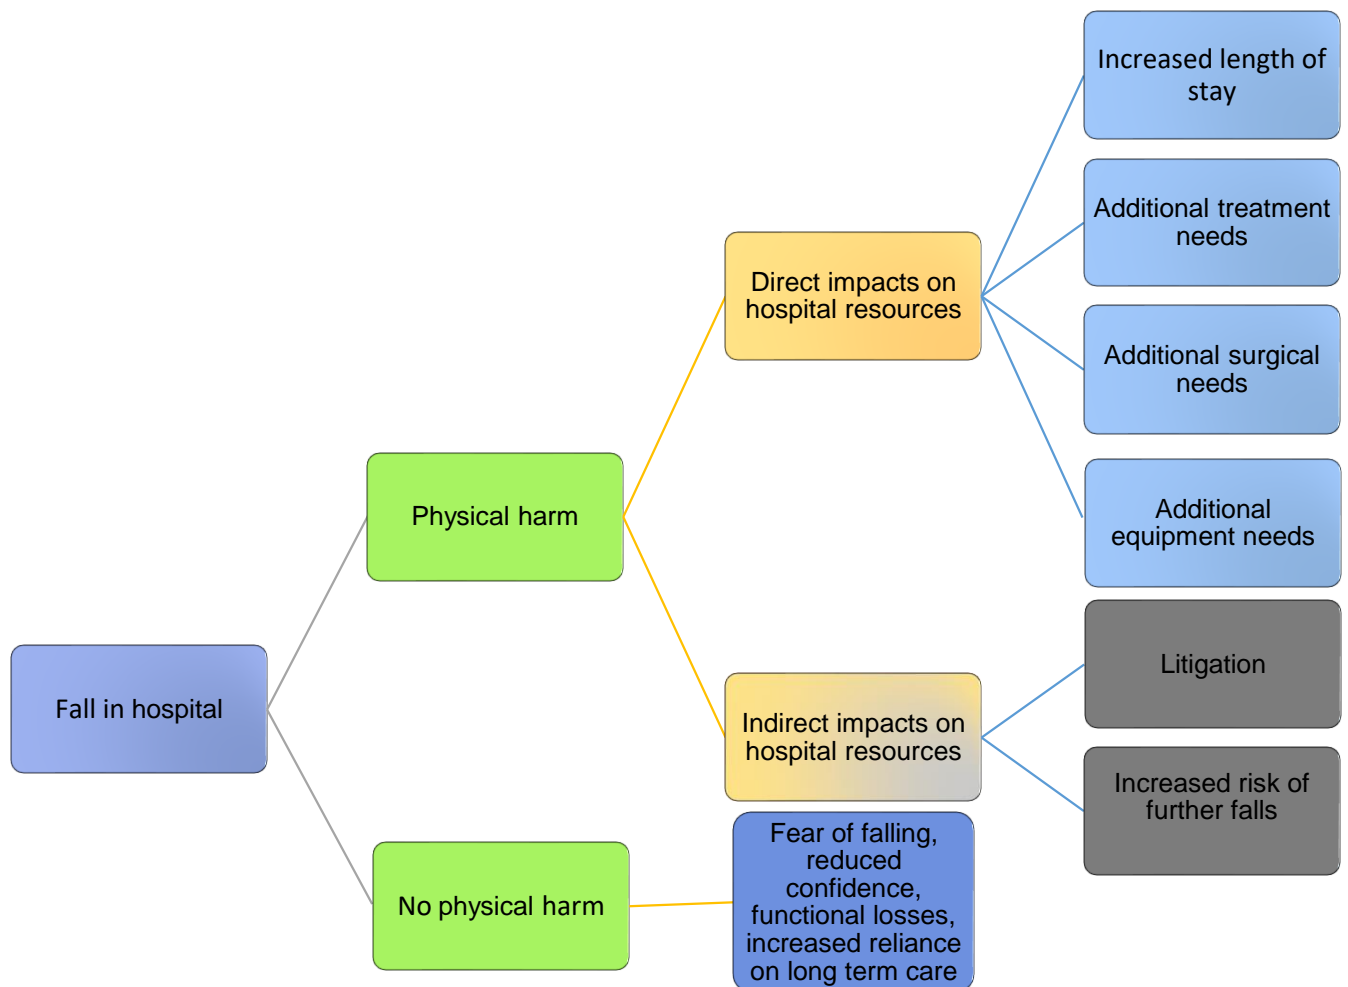 Fall in hospital
Physical harm
No physical harm
Direct impacts on
hospital resources
Indirect impacts on
hospital resources
Fear of falling,
reduced
confidence,
functional losses,
increased reliance
on long term care
Increased length of
stay
Additional treatment
needs
Additional surgical
needs
Additional
equipment needs
Litigation
Increased risk of
further falls